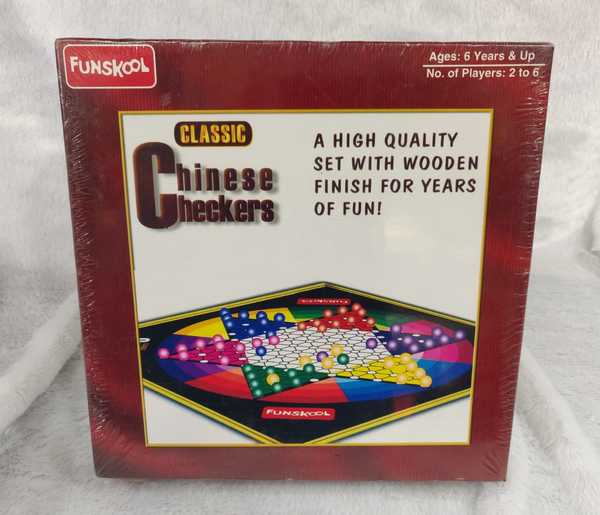 FUNSKOOL
Ages: 6 Years & Up
No. of Players: 2 to 6
CLASSIC
Chinese
Checkers
A HIGH QUALITY
SET WITH WOODEN
FINISH FOR YEARS
OF FUN!
FUNSKOOL
FUNSKOOL